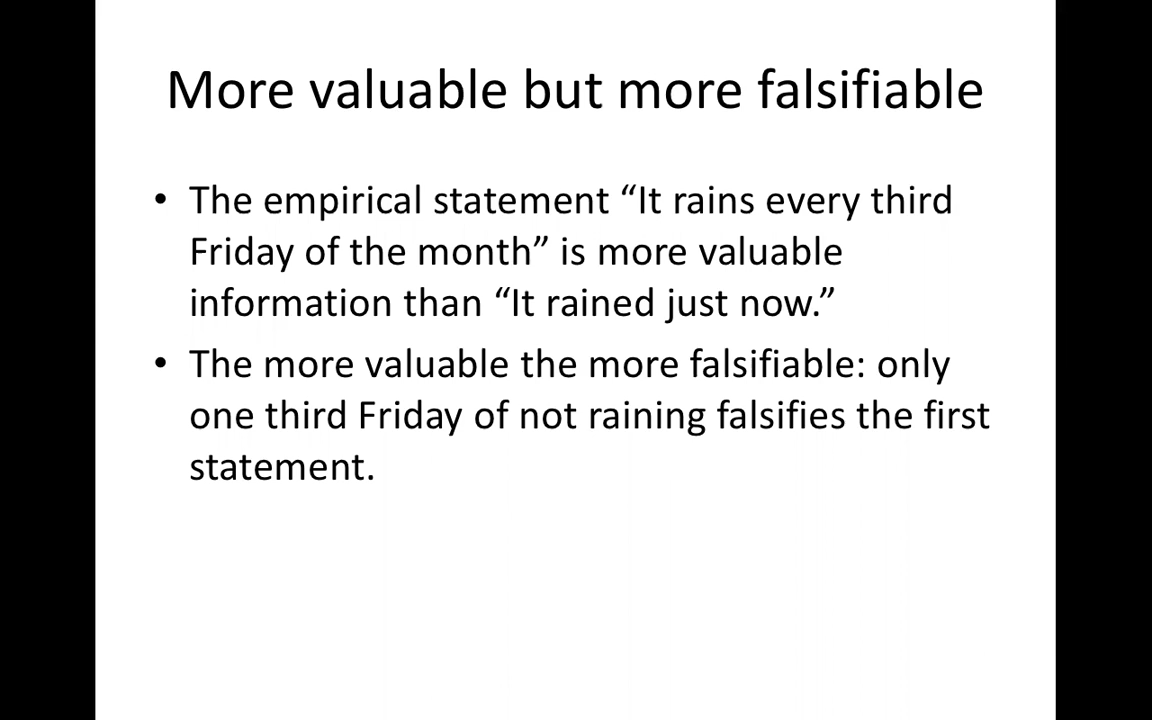 More valuable but more falsifiable
• The empirical statement “It rains every third
Friday of the month” is more valuable
information than “It rained just now.”
• The more valuable the more falsifiable: only
one third Friday of not raining falsifies the first
statement.